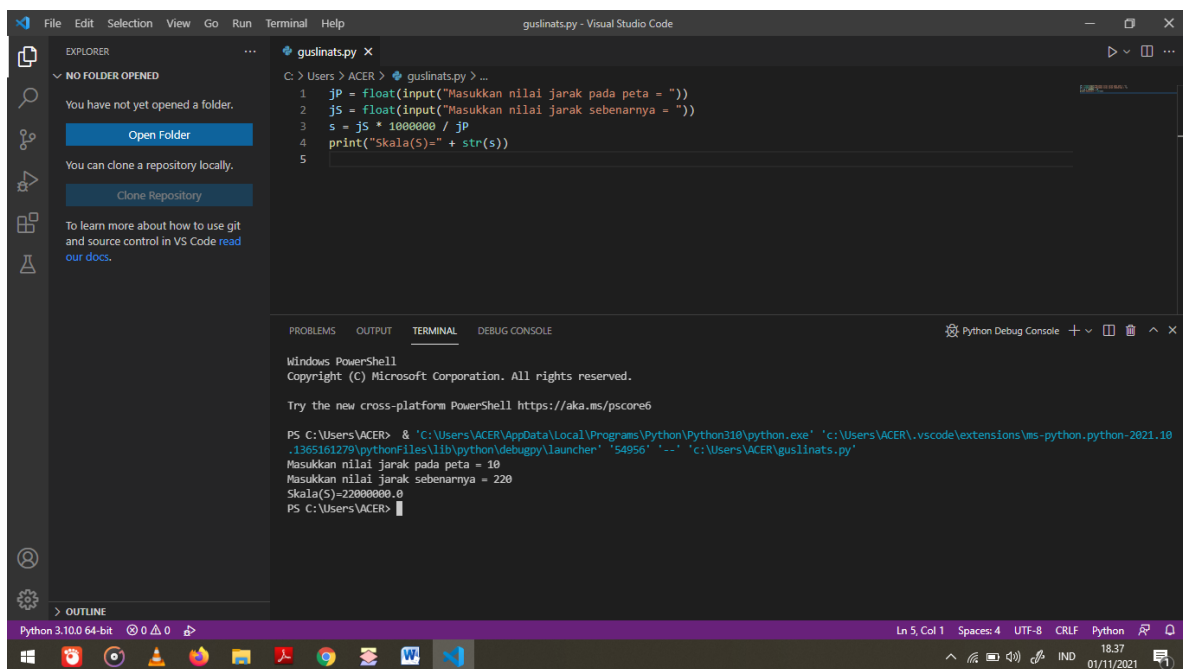 File Edit Selection View Go Run Terminal Help
guslinats.py - Visual Studio Code
EXPLORER
NO FOLDER OPENED
You have not yet opened a folder.
Open Folder
You can clone a repository locally.
Clone Repository
To learn more about how to use git
and source control in VS Code read
our docs.
OUTLINE
guslinats.py
C: > Users > ACER > guslinats.py > ...
1 jP = float(input("Masukkan nilai jarak pada peta = "))
2 jS = float(input("Masukkan nilai jarak sebenarnya = "))
3 s = jS * 1000000 / jP
4 print("Skala(S)=" + str(s))
5
PROBLEMS OUTPUT TERMINAL DEBUG CONSOLE
Python Debug Console
Windows PowerShell
Copyright (C) Microsoft Corporation. All rights reserved.
Try the new cross-platform PowerShell https://aka.ms/pscore6
PS C:\Users\ACER> & 'C:\Users\ACER\AppData\Local\Programs\Python\Python310\python.exe' 'c:\Users\ACER\.vscode\extensions\ms-python.python-2021.10
.1365161279\pythonFiles\lib\python\debugpy\launcher' '54956' '--' 'c:\Users\ACER\guslinats.py'
Masukkan nilai jarak pada peta = 10
Masukkan nilai jarak sebenarnya = 220
Skala(S)=22000000.0
PS C:\Users\ACER>
Python 3.10.0 64-bit 0 0
Ln 5, Col 1 Spaces: 4 UTF-8 CRLF Python
IND
18.37
01/11/2021